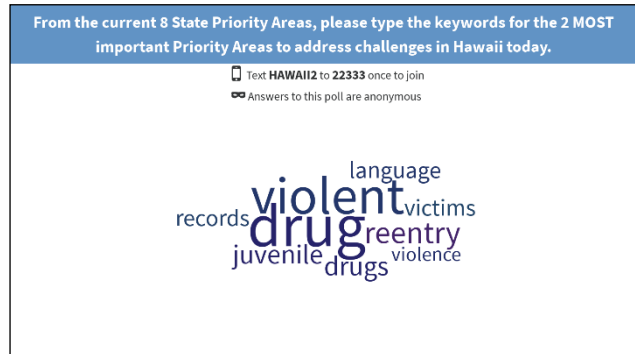 From the current 8 State Priority Areas, please type the keywords for the 2 MOST
important Priority Areas to address challenges in Hawaii today.
Text HAWAII2 to 22333 once to join
Answers to this poll are anonymous
language
violent
victims
records
drug
reentry
juvenile
violence
drugs